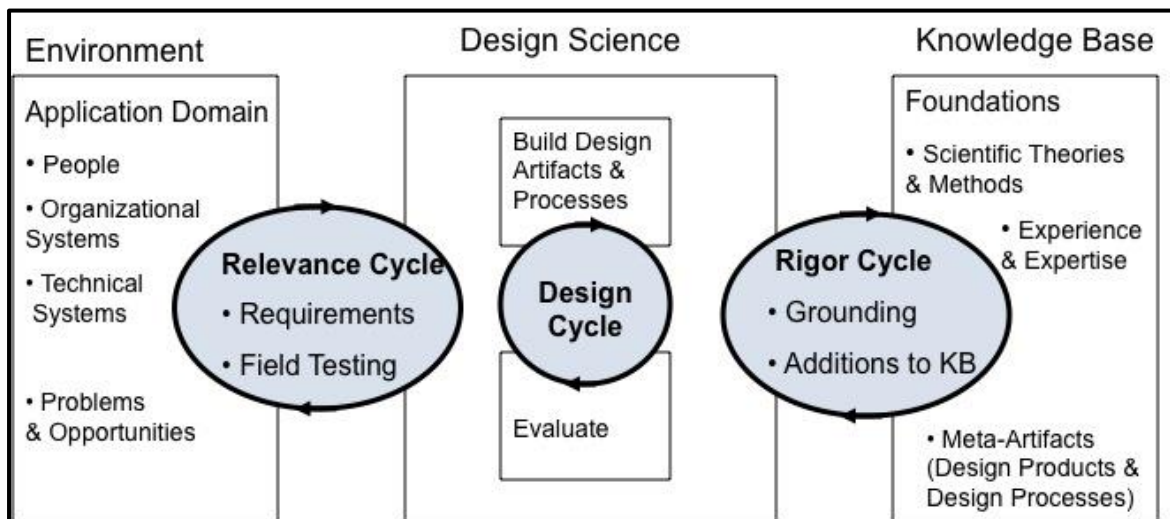 Environment
Application Domain
• People
• Organizational
Systems
• Technical
Systems
• Problems
& Opportunities
Relevance Cycle
• Requirements
• Field Testing
Design Science
Build Design
Artifacts &
Processes
Design
Cycle
Evaluate
Rigor Cycle
• Grounding
• Additions to KB
Knowledge Base
Foundations
• Scientific Theories
& Methods
• Experience
& Expertise
• Meta-Artifacts
(Design Products &
Design Processes)